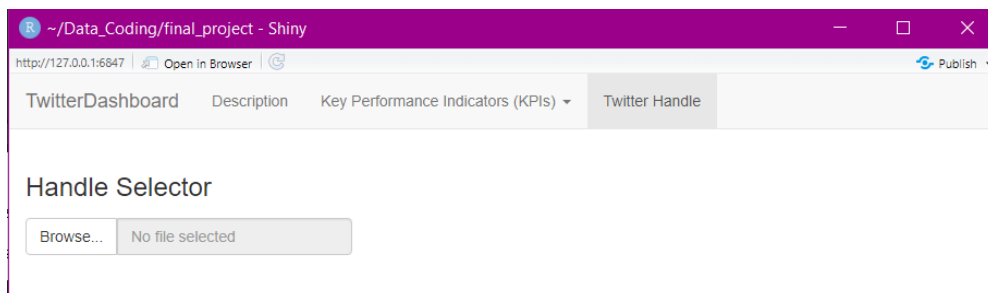 R ~/Data_Coding/final_project - Shiny
http://127.0.0.1:6847 Open in Browser Publish
TwitterDashboard Description Key Performance Indicators (KPIs) Twitter Handle
Handle Selector
Browse... No file selected